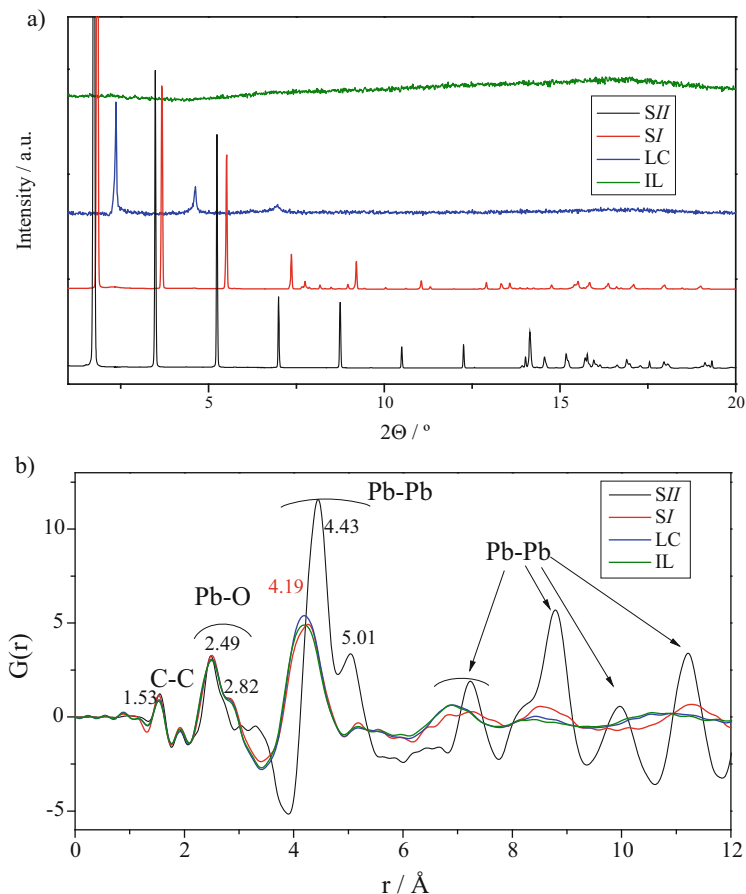 a)
Intensity / a.u.
SII
SI
LC
IL
5 10 15 20
2Θ / º
b)
Pb-Pb
SII
SI
LC
IL
10
4.43
Pb-Pb
4.19
Pb-O
5
2.49
5.01
C-C
1.53
2.82
G(r)
0
-5
0 2 4 6 8 10 12
r / Å